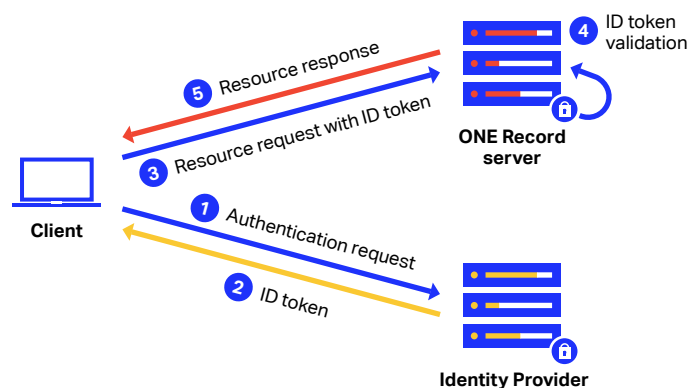 4 ID token
validation
5 Resource response
3 Resource request with ID token
ONE Record
server
Client
1 Authentication request
2 ID token
Identity Provider